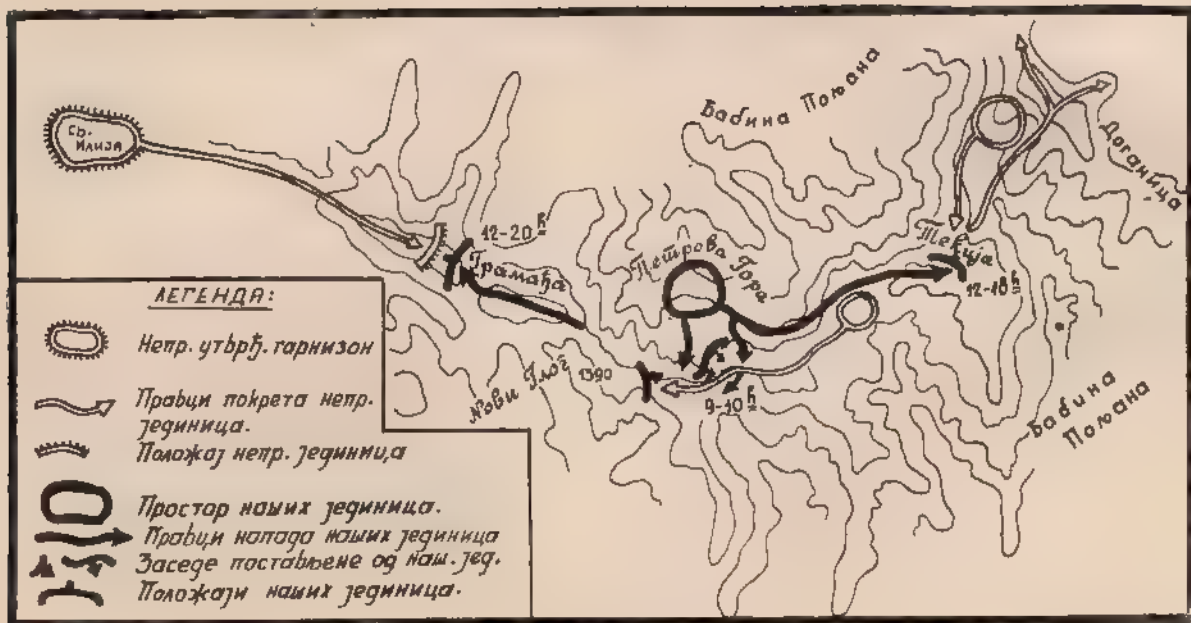 Св.
Илија
Бабина Пољана
Доганица
12-20 h
Грамађа
Петрова Гора
Текија
12-18 h
Нови Глог 1390
9-10 h
Бабина
Пољана
ЛЕГЕНДА:
Непр. утврђ. гарнизон
Правци покрета непр.
јединица.
Положај непр. јединица
Простор наших јединица.
Правци напада наших јединица
Заседе постављене од наш. јед.
Положаји наших јединица.